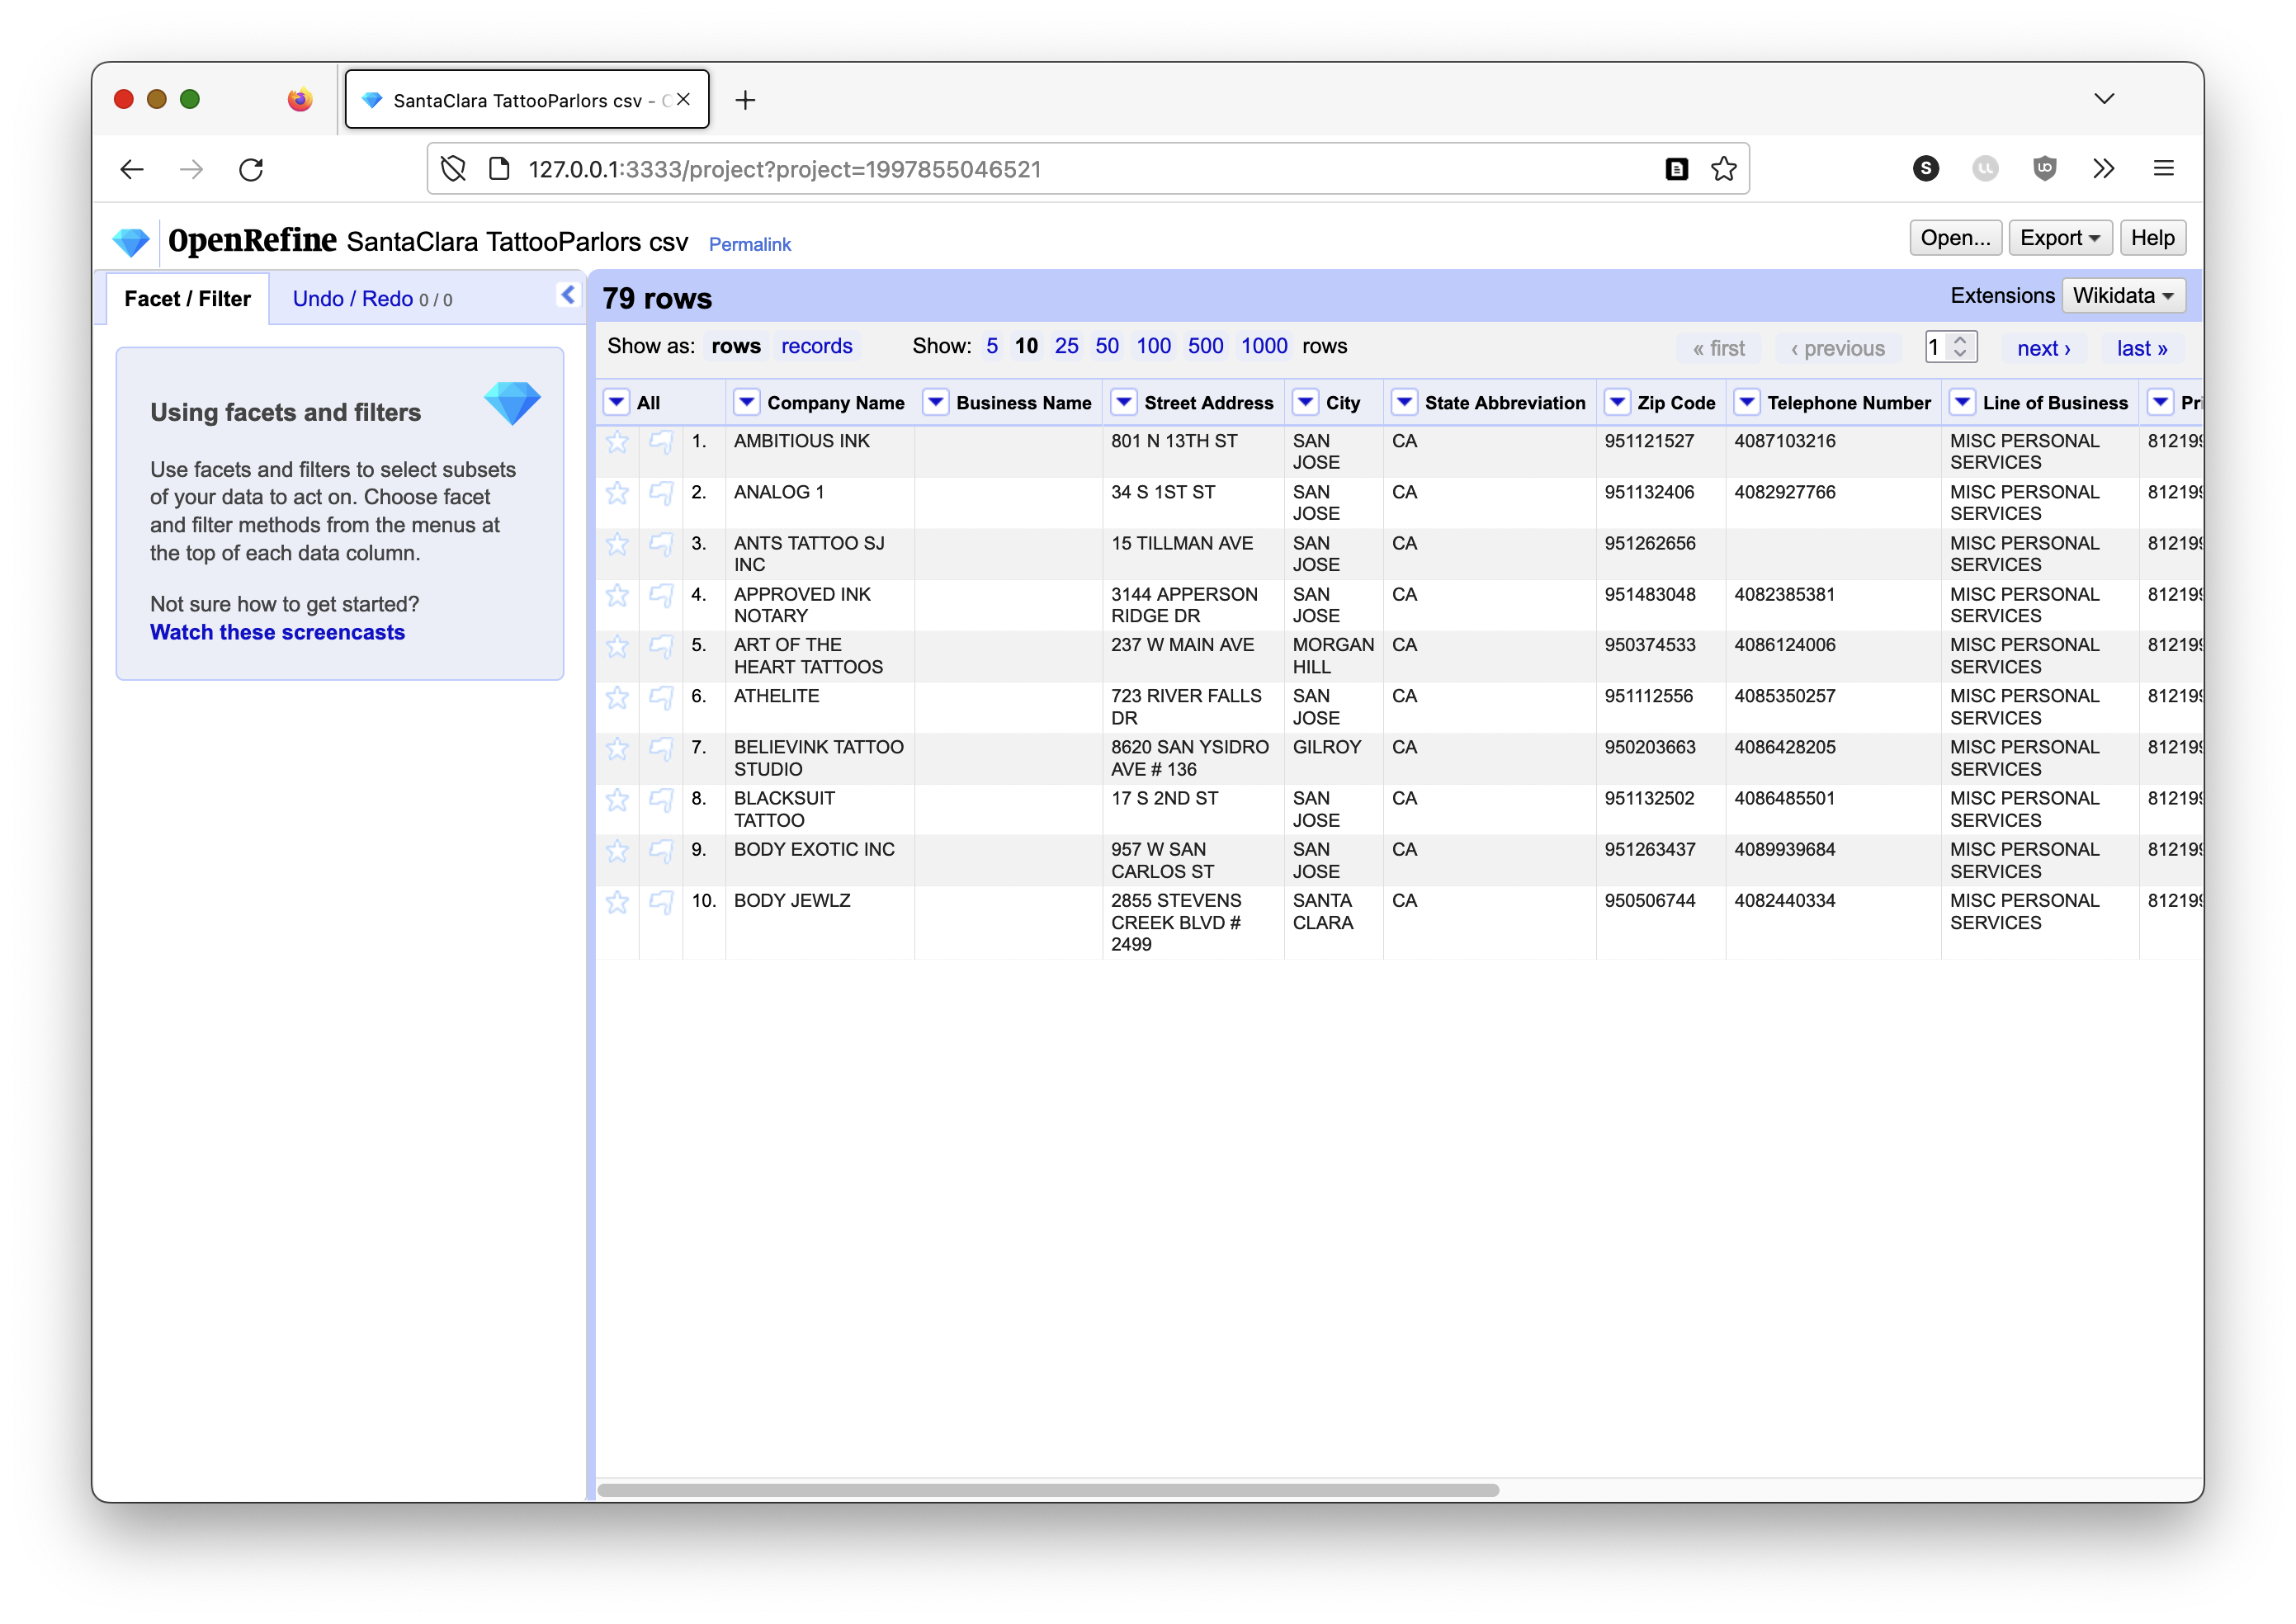 SantaClara TattooParlors csv -
127.0.0.1:3333/project?project=1997855046521
OpenRefine SantaClara TattooParlors csv Permalink
Open... Export Help
Facet / Filter Undo / Redo 0 / 0
79 rows
Extensions Wikidata
Show as: rows records Show: 5 10 25 50 100 500 1000 rows
« first ‹ previous 1 next › last »
Using facets and filters
Use facets and filters to select subsets
of your data to act on. Choose facet
and filter methods from the menus at
the top of each data column.
Not sure how to get started?
Watch these screencasts
All Company Name Business Name Street Address City State Abbreviation Zip Code Telephone Number Line of Business
1. AMBITIOUS INK 801 N 13TH ST SAN CA 951121527 4087103216 MISC PERSONAL
JOSE SERVICES
2. ANALOG 1 34 S 1ST ST SAN CA 951132406 4082927766 MISC PERSONAL
JOSE SERVICES
3. ANTS TATTOO SJ 15 TILLMAN AVE SAN CA 951262656 MISC PERSONAL
INC JOSE SERVICES
4. APPROVED INK 3144 APPERSON SAN CA 951483048 4082385381 MISC PERSONAL
NOTARY RIDGE DR JOSE SERVICES
5. ART OF THE 237 W MAIN AVE MORGAN CA 950374533 4086124006 MISC PERSONAL
HEART TATTOOS HILL SERVICES
6. ATHELITE 723 RIVER FALLS SAN CA 951112556 4085350257 MISC PERSONAL
DR JOSE SERVICES
7. BELIEVINK TATTOO 8620 SAN YSIDRO GILROY CA 950203663 4086428205 MISC PERSONAL
STUDIO AVE # 136 SERVICES
8. BLACKSUIT 17 S 2ND ST SAN CA 951132502 4086485501 MISC PERSONAL
TATTOO JOSE SERVICES
9. BODY EXOTIC INC 957 W SAN SAN CA 951263437 4089939684 MISC PERSONAL
CARLOS ST JOSE SERVICES
10. BODY JEWLZ 2855 STEVENS SANTA CA 950506744 4082440334 MISC PERSONAL
CREEK BLVD # CLARA SERVICES
2499